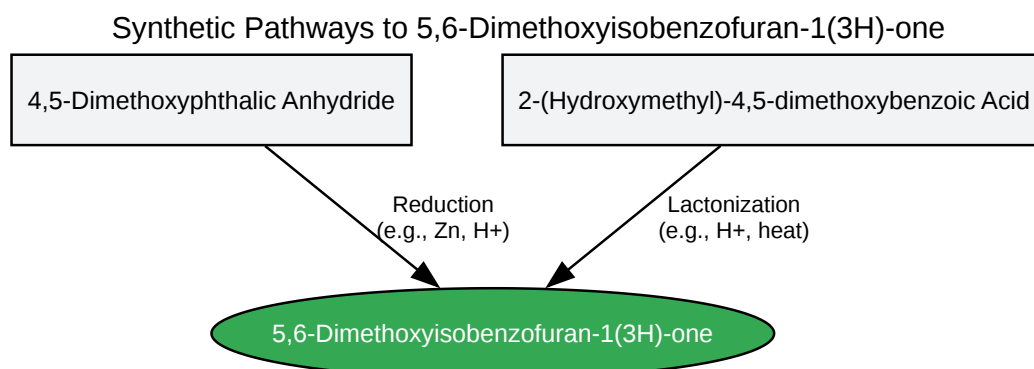 Synthetic Pathways to 5,6-Dimethoxyisobenzofuran-1(3H)-one
4,5-Dimethoxyphthalic Anhydride
2-(Hydroxymethyl)-4,5-dimethoxybenzoic Acid
Reduction
(e.g., Zn, H+)
Lactonization
(e.g., H+, heat)
5,6-Dimethoxyisobenzofuran-1(3H)-one